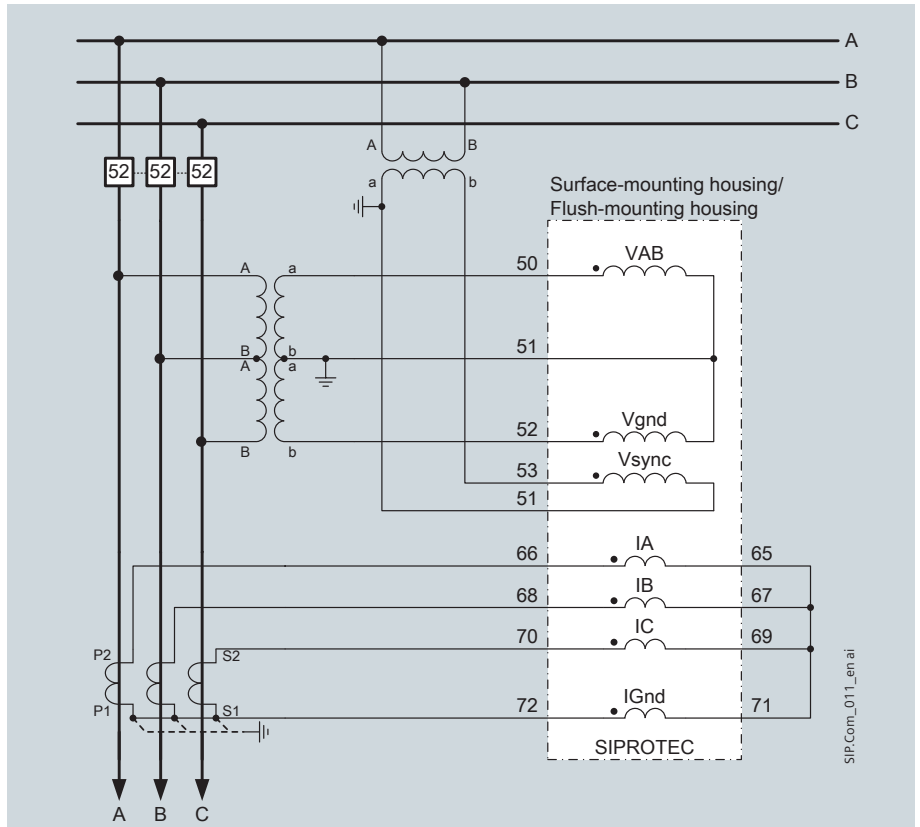 A
B
C
A B
52 52 52
a b
Surface-mounting housing/
Flush-mounting housing
A a 50 VAB
B b 51
A a
52 Vgnd
B b
53 Vsync
51
66 IA 65
68 IB 67
70 IC 69
P2 S2
P1 S1 72 IGnd 71
SIPROTEC
A B C
SIP.Com_011_en ai